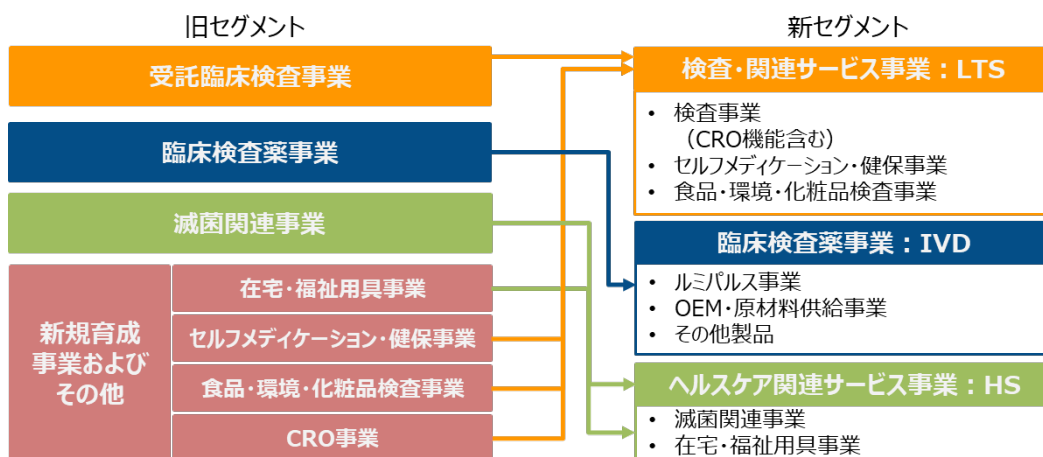 旧セグメント
受託臨床検査事業
臨床検査薬事業
滅菌関連事業
新規育成
事業および
その他
在宅・福祉用具事業
セルフメディケーション・健保事業
食品・環境・化粧品検査事業
CRO事業
新セグメント
検査・関連サービス事業:LTS
• 検査事業
(CRO機能含む)
• セルフメディケーション・健保事業
• 食品・環境・化粧品検査事業
臨床検査薬事業:IVD
• ルミパルス事業
• OEM・原材料供給事業
• その他製品
ヘルスケア関連サービス事業:HS
• 滅菌関連事業
• 在宅・福祉用具事業